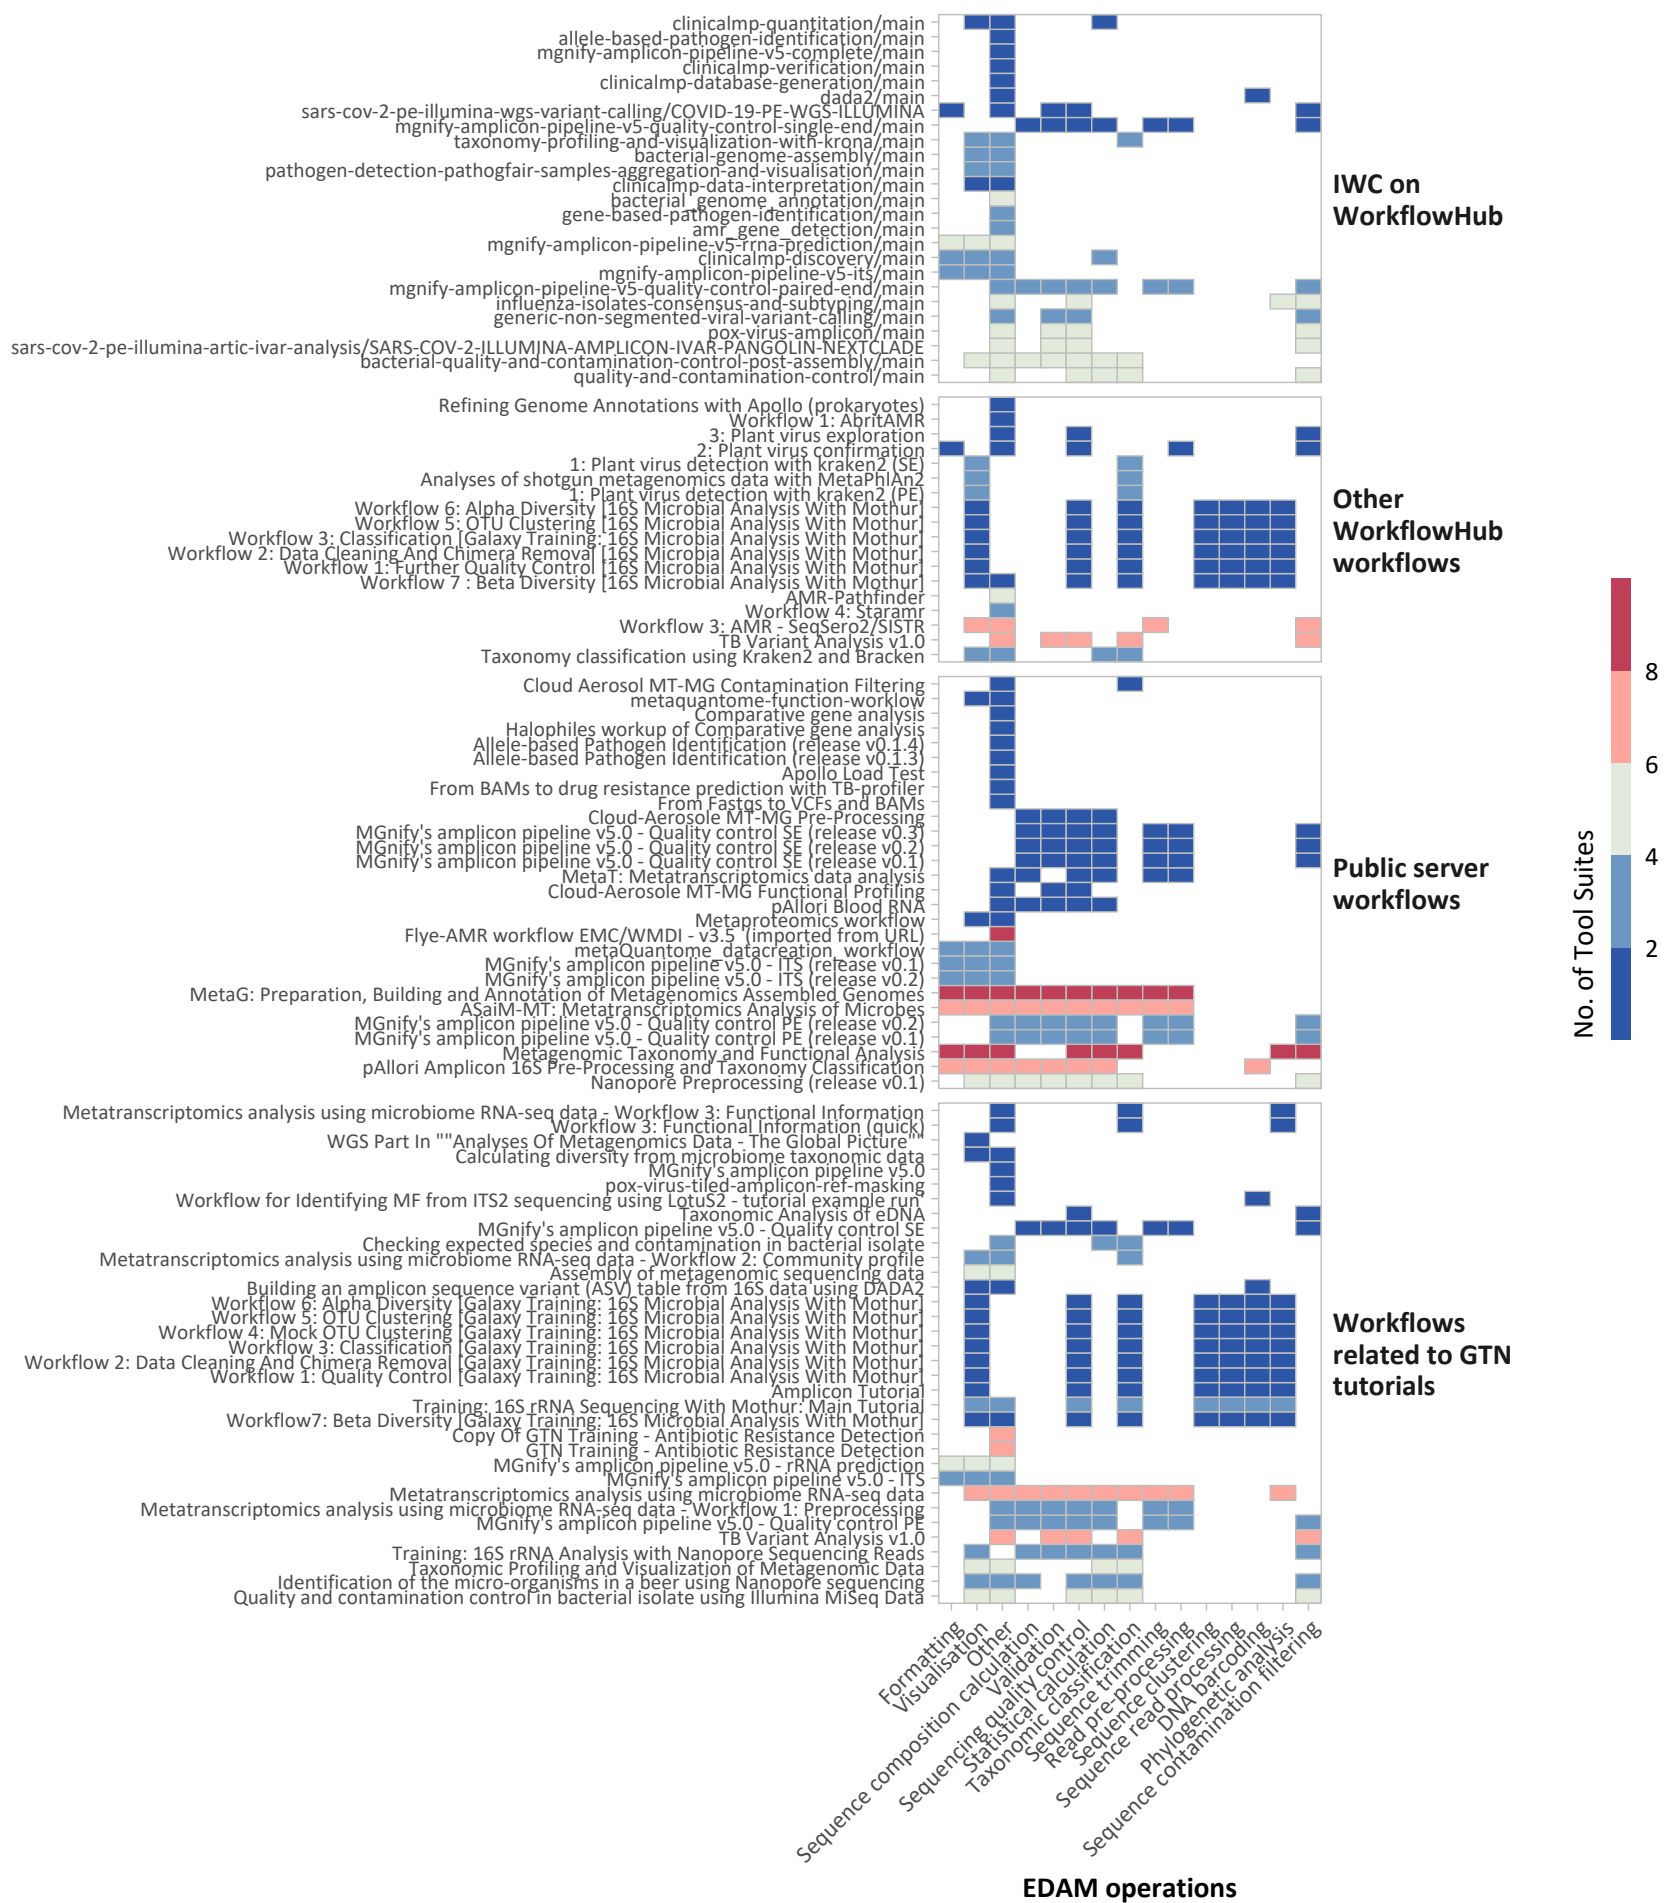 clinicalmp-quantitation/main
allele-based-pathogen-identification/main
mgnify-amplicon-pipeline-v5-complete/main
clinicalmp-verification/main
clinicalmp-database-generation/main
dada2/main
sars-cov-2-pe-illumina-wgs-variant-calling/COVID-19-PE-WGS-ILLUMINA
mgnify-amplicon-pipeline-v5-quality-control-single-end/main
taxonomy-profiling-and-visualization-with-krona/main
bacterial-genome-assembly/main
pathogen-detection-pathogfair-samples-aggregation-and-visualisation/main
clinicalmp-data-interpretation/main
bacterial_genome_annotation/main
gene-based-pathogen-identification/main
amr_gene_detection/main
mgnify-amplicon-pipeline-v5-rrna-prediction/main
clinicalmp-discovery/main
mgnify-amplicon-pipeline-v5-its/main
mgnify-amplicon-pipeline-v5-quality-control-paired-end/main
influenza-isolates-consensus-and-subtyping/main
generic-non-segmented-viral-variant-calling/main
pox-virus-amplicon/main
sars-cov-2-pe-illumina-artic-ivar-analysis/SARS-COV-2-ILLUMINA-AMPLICON-IVAR-PANGOLIN-NEXTCLADE
bacterial-quality-and-contamination-control-post-assembly/main
quality-and-contamination-control/main
IWC on
WorkflowHub
Refining Genome Annotations with Apollo (prokaryotes)
Workflow 1: AbritAMR
3: Plant virus exploration
2: Plant virus confirmation
1: Plant virus detection with kraken2 (SE)
Analyses of shotgun metagenomics data with MetaPhlAn2
1: Plant virus detection with kraken2 (PE)
Workflow 6: Alpha Diversity [16S Microbial Analysis With Mothur]
Workflow 5: OTU Clustering [16S Microbial Analysis With Mothur]
Workflow 3: Classification [Galaxy Training: 16S Microbial Analysis With Mothur]
Workflow 2: Data Cleaning And Chimera Removal [16S Microbial Analysis With Mothur]
Workflow 1: Further Quality Control [16S Microbial Analysis With Mothur]
Workflow 7 : Beta Diversity [16S Microbial Analysis With Mothur]
AMR-Pathfinder
Workflow 4: Staramr
Workflow 3: AMR - SeqSero2/SISTR
TB Variant Analysis v1.0
Taxonomy classification using Kraken2 and Bracken
Other
WorkflowHub
workflows
Cloud Aerosol MT-MG Contamination Filtering
metaquantome-function-worklow
Comparative gene analysis
Halophiles workup of Comparative gene analysis
Allele-based Pathogen Identification (release v0.1.4)
Allele-based Pathogen Identification (release v0.1.3)
Apollo Load Test
From BAMs to drug resistance prediction with TB-profiler
From Fastqs to VCFs and BAMs
Cloud-Aerosole MT-MG Pre-Processing
MGnify's amplicon pipeline v5.0 - Quality control SE (release v0.3)
MGnify's amplicon pipeline v5.0 - Quality control SE (release v0.2)
MGnify's amplicon pipeline v5.0 - Quality control SE (release v0.1)
MetaT: Metatranscriptomics data analysis
Cloud-Aerosole MT-MG Functional Profiling
pAllori Blood RNA
Metaproteomics workflow
Flye-AMR workflow EMC/WMDI - v3.5 (imported from URL)
metaQuantome_datacreation_workflow
MGnify's amplicon pipeline v5.0 - ITS (release v0.1)
MGnify's amplicon pipeline v5.0 - ITS (release v0.2)
MetaG: Preparation, Building and Annotation of Metagenomics Assembled Genomes
ASaiM-MT: Metatranscriptomics Analysis of Microbes
MGnify's amplicon pipeline v5.0 - Quality control PE (release v0.2)
MGnify's amplicon pipeline v5.0 - Quality control PE (release v0.1)
Metagenomic Taxonomy and Functional Analysis
pAllori Amplicon 16S Pre-Processing and Taxonomy Classification
Nanopore Preprocessing (release v0.1)
Public server
workflows
Metatranscriptomics analysis using microbiome RNA-seq data - Workflow 3: Functional Information
Workflow 3: Functional Information (quick)
WGS Part In ""Analyses Of Metagenomics Data - The Global Picture""
Calculating diversity from microbiome taxonomic data
MGnify's amplicon pipeline v5.0
pox-virus-tiled-amplicon-ref-masking
Workflow for Identifying MF from ITS2 sequencing using LotuS2 - tutorial example run'
Taxonomic Analysis of eDNA
MGnify's amplicon pipeline v5.0 - Quality control SE
Checking expected species and contamination in bacterial isolate
Metatranscriptomics analysis using microbiome RNA-seq data - Workflow 2: Community profile
Assembly of metagenomic sequencing data
Building an amplicon sequence variant (ASV) table from 16S data using DADA2
Workflow 6: Alpha Diversity [Galaxy Training: 16S Microbial Analysis With Mothur]
Workflow 5: OTU Clustering [Galaxy Training: 16S Microbial Analysis With Mothur]
Workflow 4: Mock OTU Clustering [Galaxy Training: 16S Microbial Analysis With Mothur]
Workflow 3: Classification [Galaxy Training: 16S Microbial Analysis With Mothur]
Workflow 2: Data Cleaning And Chimera Removal [Galaxy Training: 16S Microbial Analysis With Mothur]
Workflow 1: Quality Control [Galaxy Training: 16S Microbial Analysis With Mothur]
Amplicon Tutorial
Training: 16S rRNA Sequencing With Mothur: Main Tutorial
Workflow7: Beta Diversity [Galaxy Training: 16S Microbial Analysis With Mothur]
Copy Of GTN Training - Antibiotic Resistance Detection
GTN Training - Antibiotic Resistance Detection
MGnify's amplicon pipeline v5.0 - rRNA prediction
MGnify's amplicon pipeline v5.0 - ITS
Metatranscriptomics analysis using microbiome RNA-seq data
Metatranscriptomics analysis using microbiome RNA-seq data - Workflow 1: Preprocessing
MGnify's amplicon pipeline v5.0 - Quality control PE
TB Variant Analysis v1.0
Training: 16S rRNA Analysis with Nanopore Sequencing Reads
Taxonomic Profiling and Visualization of Metagenomic Data
Identification of the micro-organisms in a beer using Nanopore sequencing
Quality and contamination control in bacterial isolate using Illumina MiSeq Data
Workflows
related to GTN
tutorials
No. of Tool Suites
8
6
4
2
Formatting
Visualisation
Other
Sequence composition calculation
Validation
Sequencing quality control
Statistical calculation
Taxonomic classification
Sequence trimming
Read pre-processing
Sequence clustering
Sequence read processing
DNA barcoding
Phylogenetic analysis
Sequence contamination filtering
EDAM operations